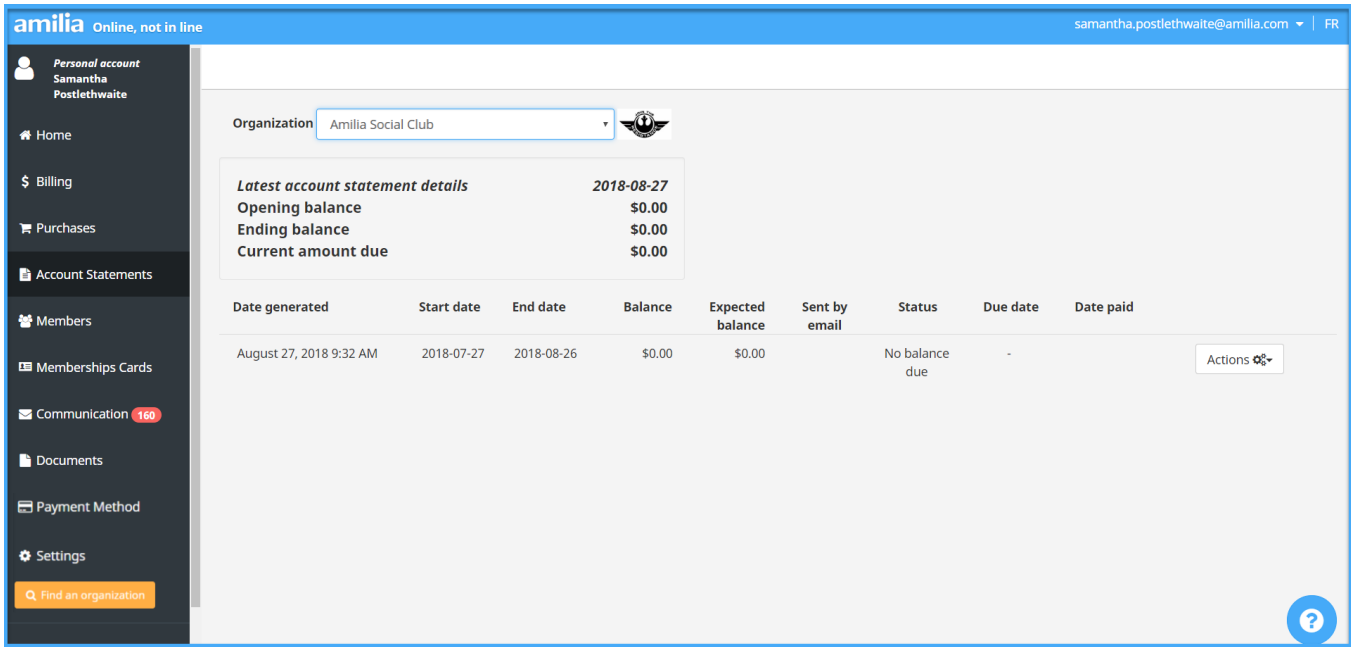 amilia Online, not in line
samantha.postlethwaite@amilia.com
FR
Personal account
Samantha
Postlethwaite
Home
$ Billing
Purchases
Account Statements
Members
Memberships Cards
Communication 160
Documents
Payment Method
Settings
Find an organization
Organization Amilia Social Club
Latest account statement details 2018-08-27
Opening balance $0.00
Ending balance $0.00
Current amount due $0.00
Date generated Start date End date Balance Expected balance Sent by email Status Due date Date paid
August 27, 2018 9:32 AM 2018-07-27 2018-08-26 $0.00 $0.00 No balance due - Actions
?